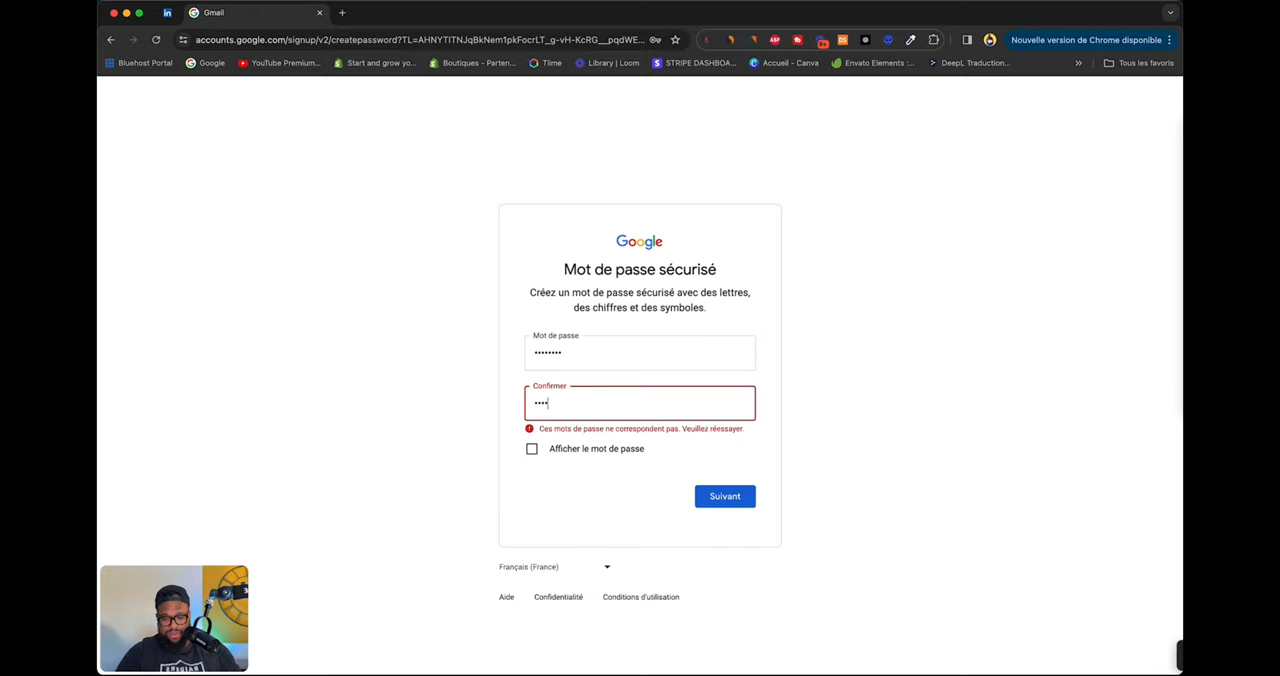 in
Gmail
accounts.google.com/signup/v2/createpassword?TL=AHNYTlTNJqBkNem1pkFocrLT_g-vH-KcRG__pqdWE...
Nouvelle version de Chrome disponible
Bluehost Portal
Google
YouTube Premium...
Start and grow yo...
Boutiques - Parten...
Tiime
Library | Loom
STRIPE DASHBOA...
Accueil - Canva
Envato Elements :...
DeepL Traduction...
Tous les favoris
Google
Mot de passe sécurisé
Créez un mot de passe sécurisé avec des lettres,
des chiffres et des symboles.
Mot de passe
••••••••
Confirmer
••••
Ces mots de passe ne correspondent pas. Veuillez réessayer.
Afficher le mot de passe
Suivant
Français (France)
Aide
Confidentialité
Conditions d'utilisation